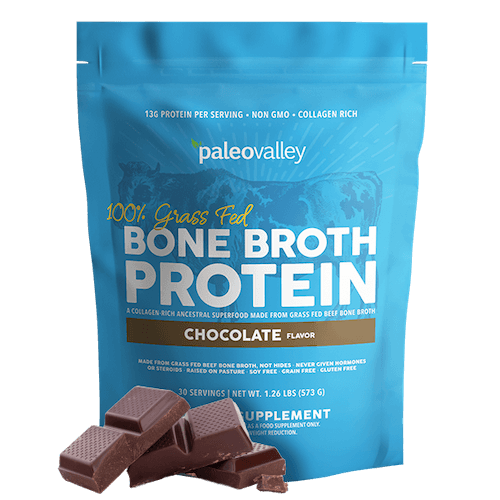 13G PROTEIN PER SERVING • NON GMO • COLLAGEN RICH
paleovalley
100% Grass Fed
BONE BROTH
PROTEIN
A COLLAGEN-RICH ANCESTRAL SUPERFOOD MADE FROM GRASS FED BEEF BONE BROTH
CHOCOLATE FLAVOR
MADE FROM GRASS FED BEEF BONE BROTH, NOT HIDES • NEVER GIVEN HORMONES
OR STEROIDS • RAISED ON PASTURE • SOY FREE • GRAIN FREE • GLUTEN FREE
30 SERVINGS | NET WT. 1.26 LBS (573 G)
SUPPLEMENT
AS A FOOD SUPPLEMENT ONLY.
REDUCTION.